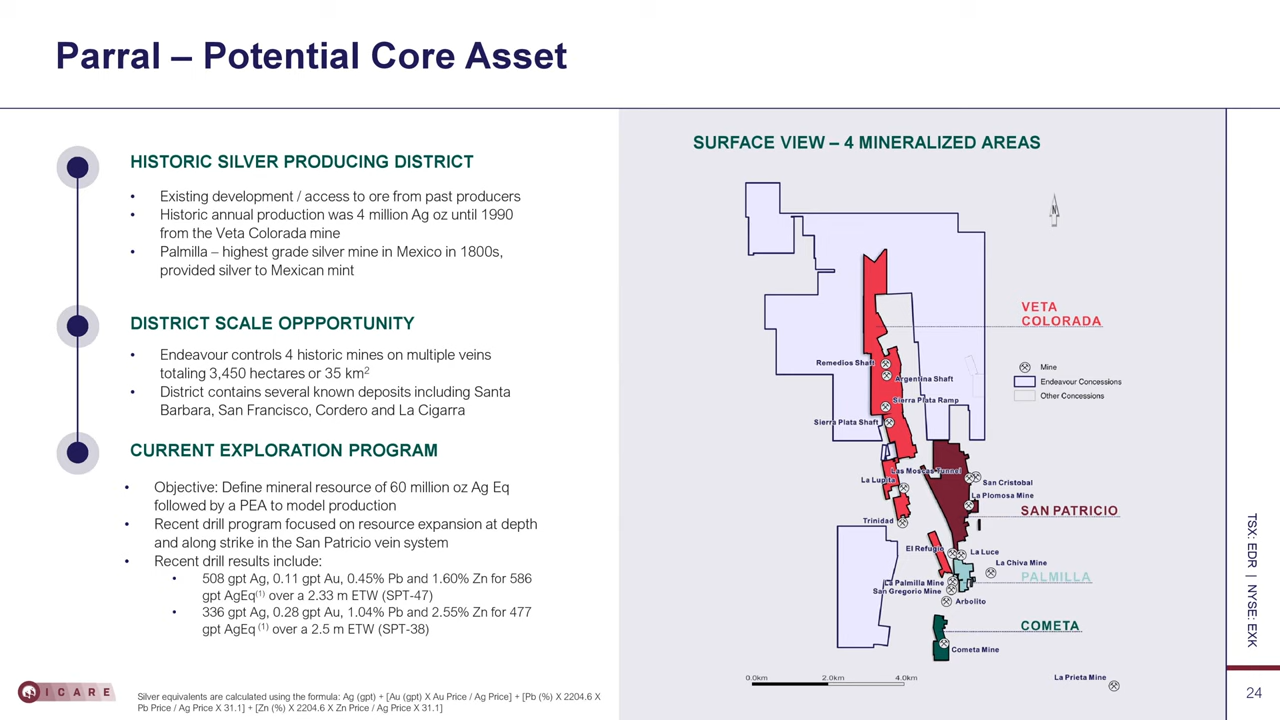 Parral – Potential Core Asset
HISTORIC SILVER PRODUCING DISTRICT
• Existing development / access to ore from past producers
• Historic annual production was 4 million Ag oz until 1990
from the Veta Colorada mine
• Palmilla – highest grade silver mine in Mexico in 1800s,
provided silver to Mexican mint
DISTRICT SCALE OPPPORTUNITY
• Endeavour controls 4 historic mines on multiple veins
totaling 3,450 hectares or 35 km2
• District contains several known deposits including Santa
Barbara, San Francisco, Cordero and La Cigarra
CURRENT EXPLORATION PROGRAM
• Objective: Define mineral resource of 60 million oz Ag Eq
followed by a PEA to model production
• Recent drill program focused on resource expansion at depth
and along strike in the San Patricio vein system
• Recent drill results include:
• 508 gpt Ag, 0.11 gpt Au, 0.45% Pb and 1.60% Zn for 586
gpt AgEq(1) over a 2.33 m ETW (SPT-47)
• 336 gpt Ag, 0.28 gpt Au, 1.04% Pb and 2.55% Zn for 477
gpt AgEq (1) over a 2.5 m ETW (SPT-38)
ICARE
Silver equivalents are calculated using the formula: Ag (gpt) + [Au (gpt) X Au Price / Ag Price] + [Pb (%) X 2204.6 X
Pb Price / Ag Price X 31.1] + [Zn (%) X 2204.6 X Zn Price / Ag Price X 31.1]
SURFACE VIEW – 4 MINERALIZED AREAS
N
VETA
COLORADA
Mine
Endeavour Concessions
Other Concessions
Remedios Shaft
Argentina Shaft
Sierra Plata Ramp
Sierra Plata Shaft
Las Moscas Tunnel
La Lupita
San Cristobal
La Plomosa Mine
SAN PATRICIO
Trinidad
El Refugio
La Luce
La Chiva Mine
PALMILLA
La Palmilla Mine
San Gregorio Mine
Arbolito
COMETA
Cometa Mine
0.0km 2.0km 4.0km
La Prieta Mine
TSX: EDR | NYSE: EXK
24